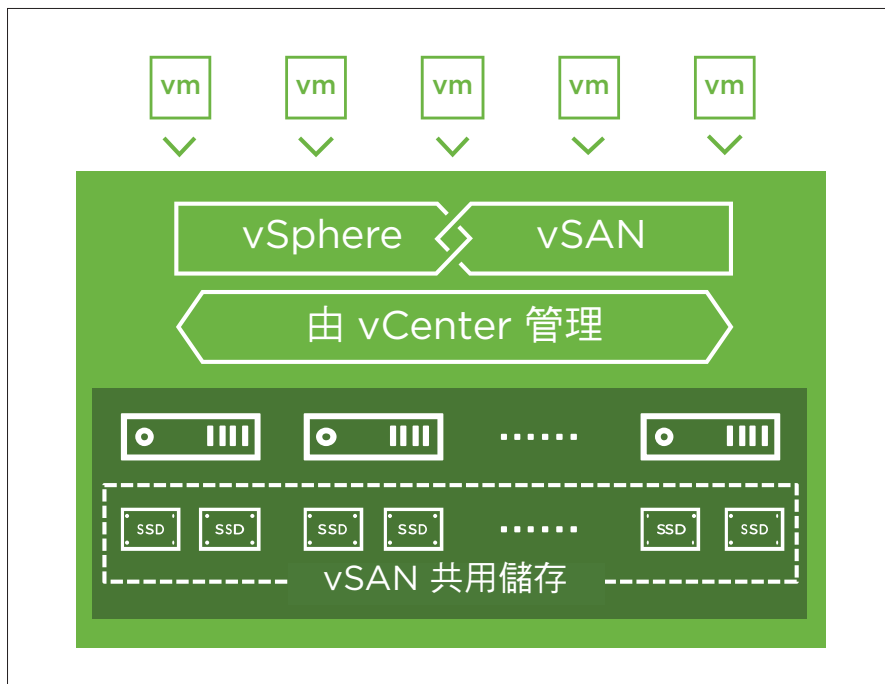 vm vm vm vm vm
vSphere vSAN
由 vCenter 管理
SSD SSD SSD SSD SSD SSD
vSAN 共用儲存